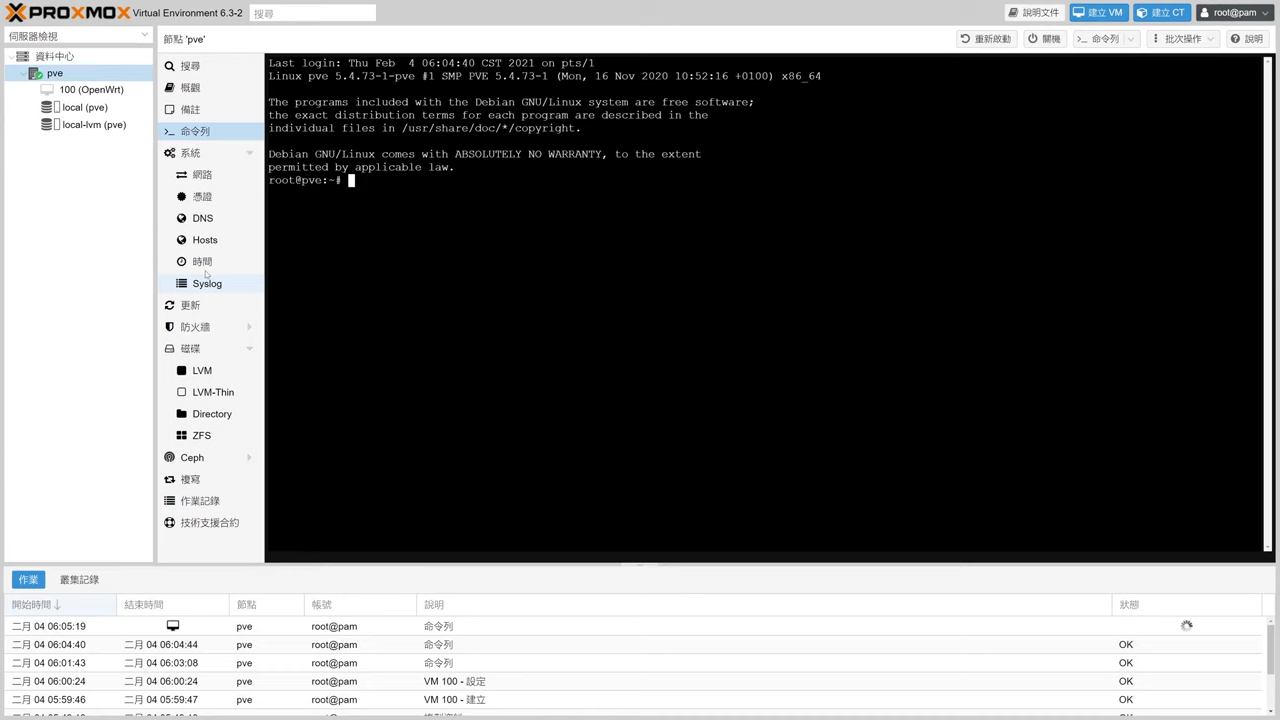 PROXMOX Virtual Environment 6.3-2 搜尋
說明文件 建立 VM 建立 CT root@pam
伺服器檢視
節點 'pve'
重新啟動 關機 命令列 批次操作 說明
資料中心
pve
100 (OpenWrt)
local (pve)
local-lvm (pve)
搜尋
概觀
備註
命令列
系統
網路
憑證
DNS
Hosts
時間
Syslog
更新
防火牆
磁碟
LVM
LVM-Thin
Directory
ZFS
Ceph
複寫
作業記錄
技術支援合約
Last login: Thu Feb  4 06:04:40 CST 2021 on pts/1
Linux pve 5.4.73-1-pve #1 SMP PVE 5.4.73-1 (Mon, 16 Nov 2020 10:52:16 +0100) x86_64
The programs included with the Debian GNU/Linux system are free software;
the exact distribution terms for each program are described in the
individual files in /usr/share/doc/*/copyright.
Debian GNU/Linux comes with ABSOLUTELY NO WARRANTY, to the extent
permitted by applicable law.
root@pve:~#
作業 叢集記錄
開始時間 結束時間 節點 帳號 說明 狀態
二月 04 06:05:19 pve root@pam 命令列
二月 04 06:04:40 二月 04 06:04:44 pve root@pam 命令列 OK
二月 04 06:01:43 二月 04 06:03:08 pve root@pam 命令列 OK
二月 04 06:00:24 二月 04 06:00:24 pve root@pam VM 100 - 設定 OK
二月 04 05:59:46 二月 04 05:59:47 pve root@pam VM 100 - 建立 OK